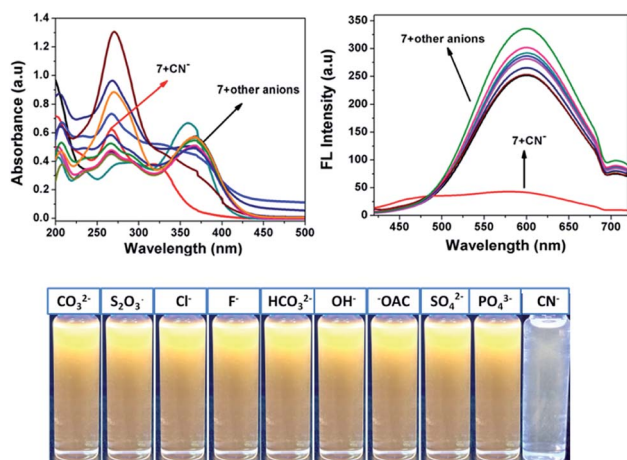 Absorbance (a.u)
1.4
1.2
1.0
0.8
0.6
0.4
0.2
0.0
7+CN⁻
7+other anions
200 250 300 350 400 450 500
Wavelength (nm)
FL Intensity (a.u)
350
300
250
200
150
100
50
0
7+other anions
7+CN⁻
450 500 550 600 650 700
Wavelength (nm)
CO₃²⁻ S₂O₃⁻ Cl⁻ F⁻ HCO₃²⁻ OH⁻ ⁻OAC SO₄²⁻ PO₄³⁻ CN⁻